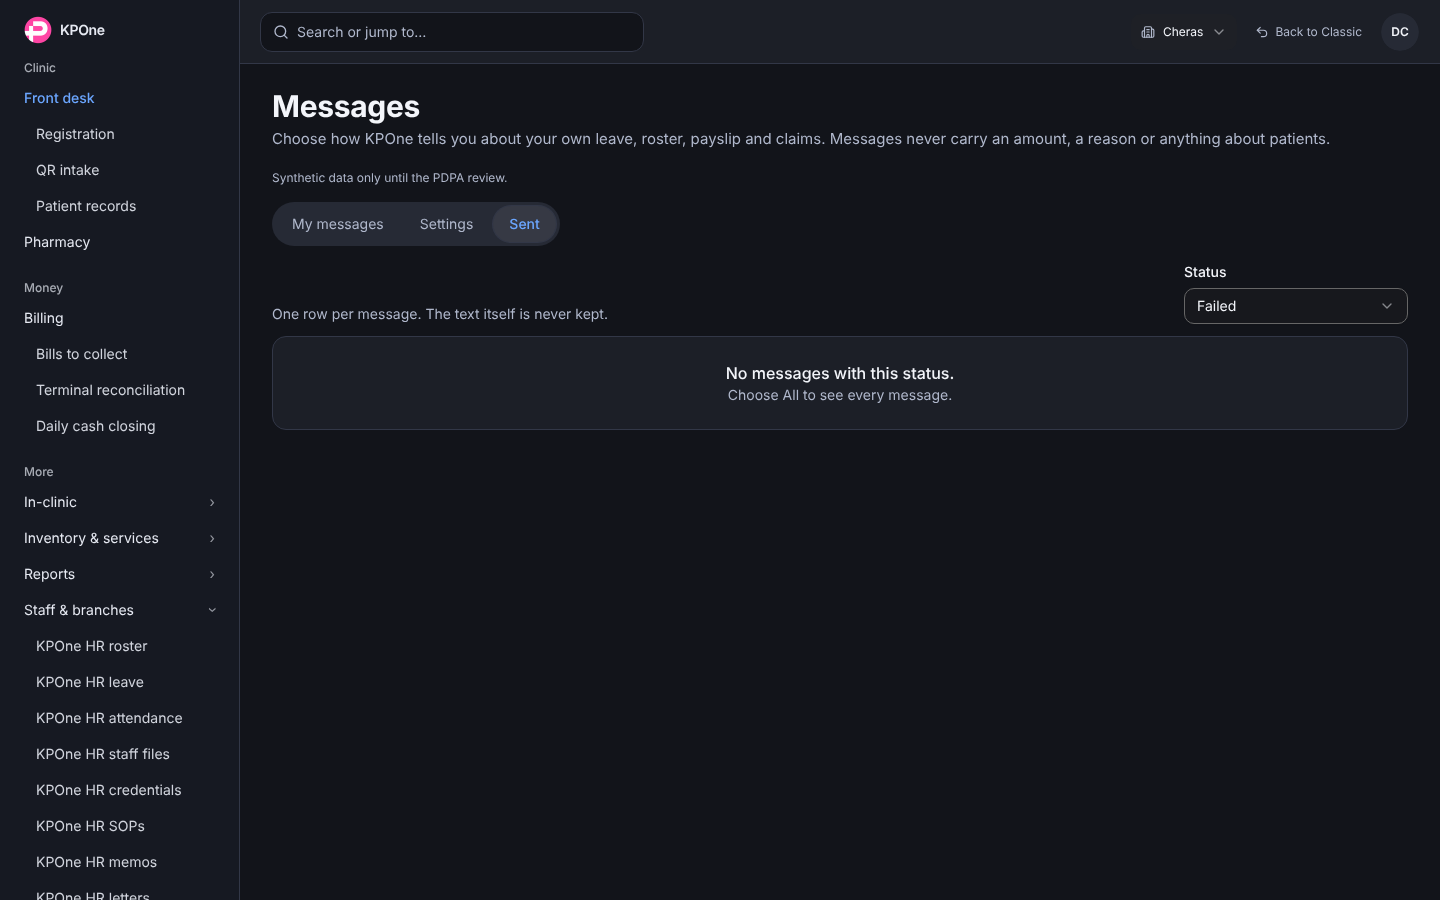 KPOne
Clinic
Front desk
Registration
QR intake
Patient records
Pharmacy
Money
Billing
Bills to collect
Terminal reconciliation
Daily cash closing
More
In-clinic
Inventory & services
Reports
Staff & branches
KPOne HR roster
KPOne HR leave
KPOne HR attendance
KPOne HR staff files
KPOne HR credentials
KPOne HR SOPs
KPOne HR memos
KPOne HR letters
Search or jump to...
Cheras
Back to Classic
DC
Messages
Choose how KPOne tells you about your own leave, roster, payslip and claims. Messages never carry an amount, a reason or anything about patients.
Synthetic data only until the PDPA review.
My messages Settings Sent
Status
Failed
One row per message. The text itself is never kept.
No messages with this status.
Choose All to see every message.